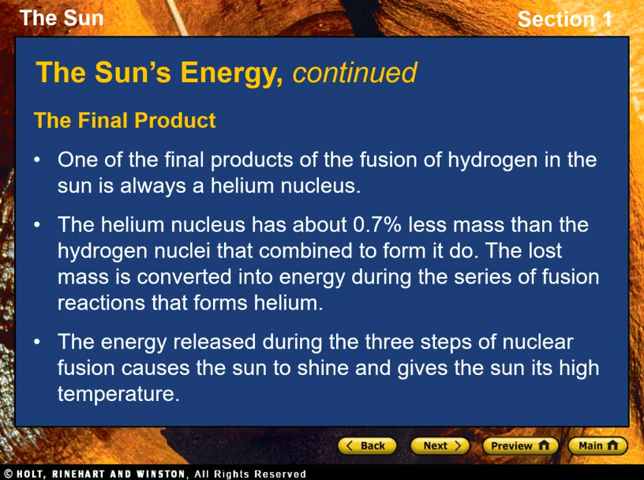 The Sun
Section 1
The Sun’s Energy, continued
The Final Product
• One of the final products of the fusion of hydrogen in the
sun is always a helium nucleus.
• The helium nucleus has about 0.7% less mass than the
hydrogen nuclei that combined to form it do. The lost
mass is converted into energy during the series of fusion
reactions that forms helium.
• The energy released during the three steps of nuclear
fusion causes the sun to shine and gives the sun its high
temperature.
< Back
Next >
Preview
Main
© HOLT, RINEHART AND WINSTON, All Rights Reserved